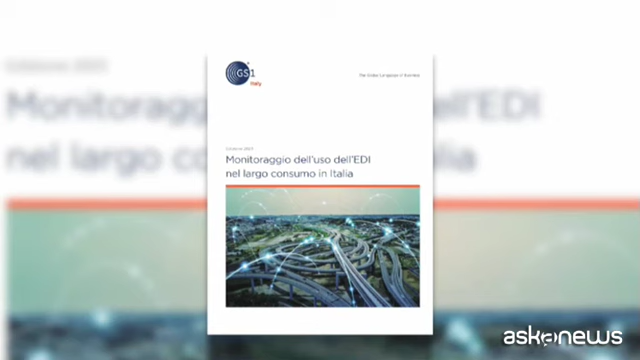 GS1
Italy
The Global Language of Business
Edizione 2023
Monitoraggio dell'uso dell'EDI
nel largo consumo in Italia
askanews